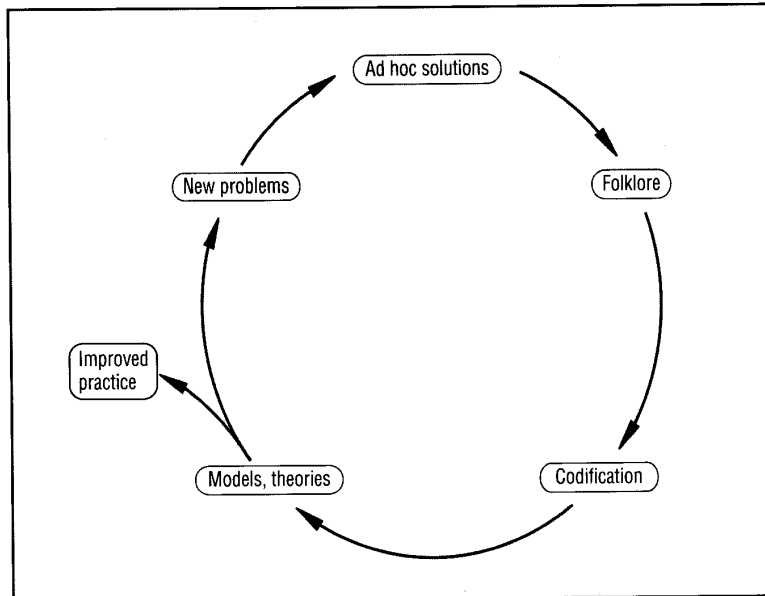 Ad hoc solutions
New problems
Folklore
Improved
practice
Models, theories
Codification